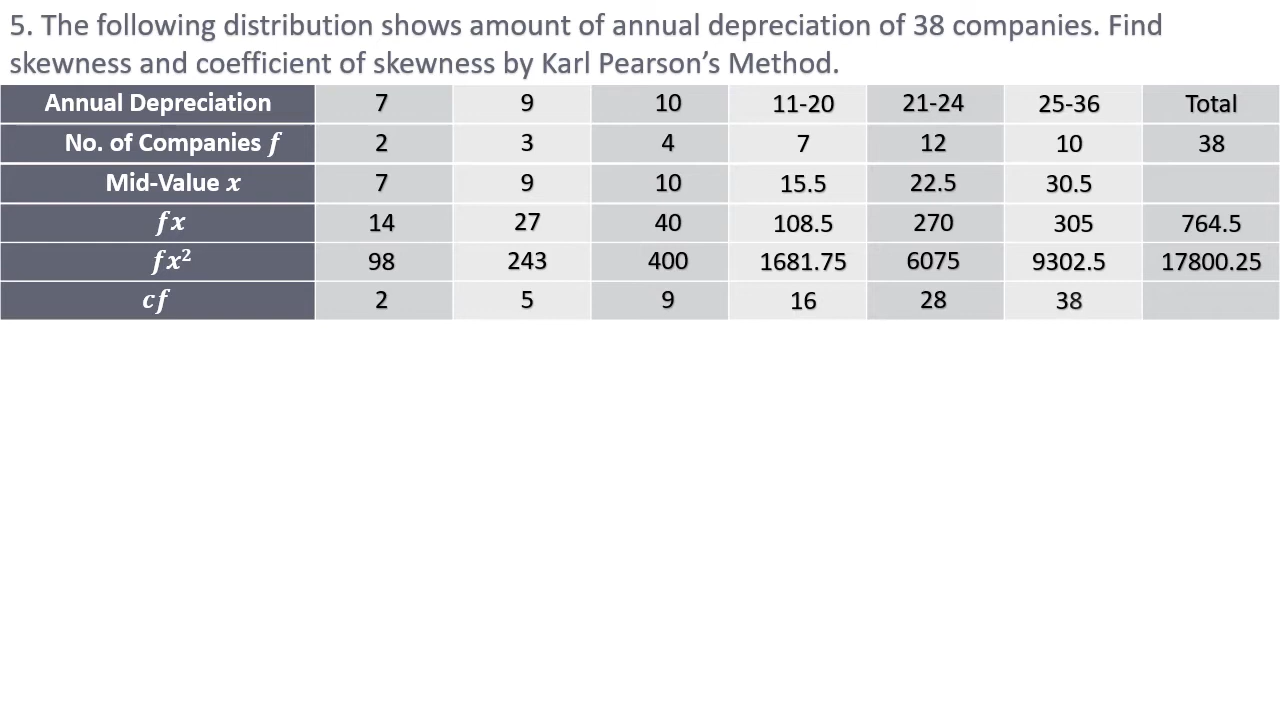 5. The following distribution shows amount of annual depreciation of 38 companies. Find
skewness and coefficient of skewness by Karl Pearson’s Method.
Annual Depreciation 7 9 10 11-20 21-24 25-36 Total
No. of Companies f 2 3 4 7 12 10 38
Mid-Value x 7 9 10 15.5 22.5 30.5
fx 14 27 40 108.5 270 305 764.5
fx² 98 243 400 1681.75 6075 9302.5 17800.25
cf 2 5 9 16 28 38